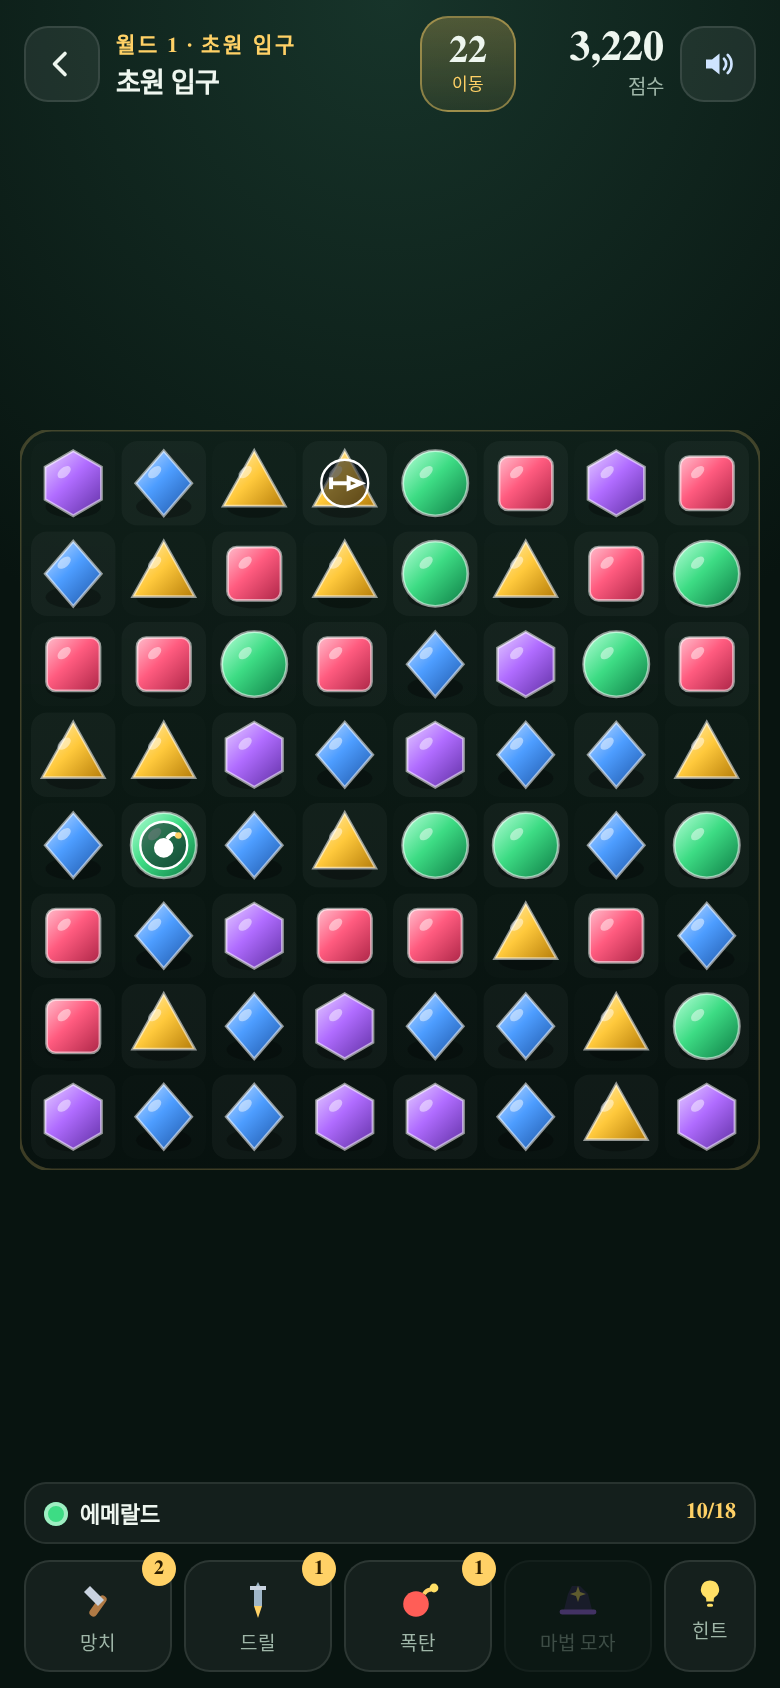 월드 1 · 초원 입구
초원 입구
22
이동
3,220
점수
에메랄드
10/18
2
망치
1
드릴
1
폭탄
마법 모자
힌트